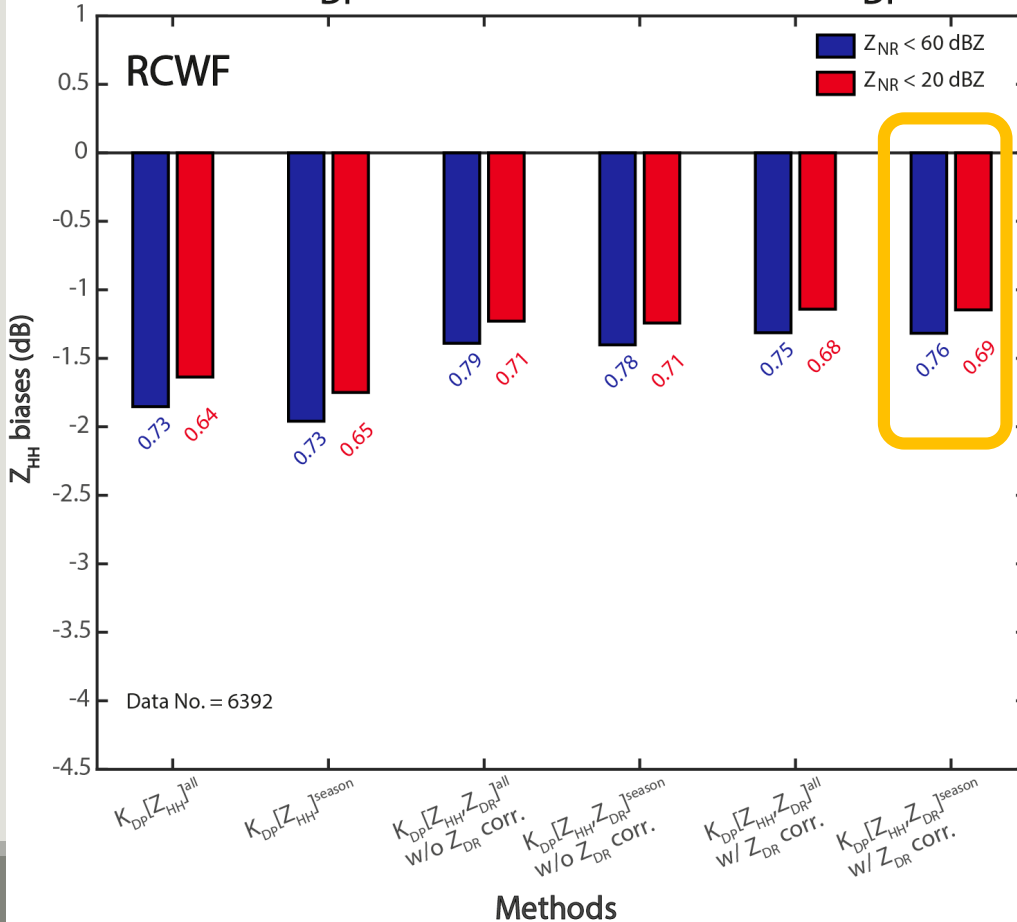 1
0.5
0
-0.5
-1
-1.5
-2
-2.5
-3
-3.5
-4
-4.5
Z_HH biases (dB)
RCWF
Z_NR < 60 dBZ
Z_NR < 20 dBZ
0.73
0.64
0.73
0.65
0.79
0.71
0.78
0.71
0.75
0.68
0.76
0.69
Data No. = 6392
K_DP[Z_HH]^all
K_DP[Z_HH]^season
K_DP[Z_HH,Z_DR]^all
w/o Z_DR corr.
K_DP[Z_HH,Z_DR]^season
w/o Z_DR corr.
K_DP[Z_HH,Z_DR]^all
w/ Z_DR corr.
K_DP[Z_HH,Z_DR]^season
w/ Z_DR corr.
Methods